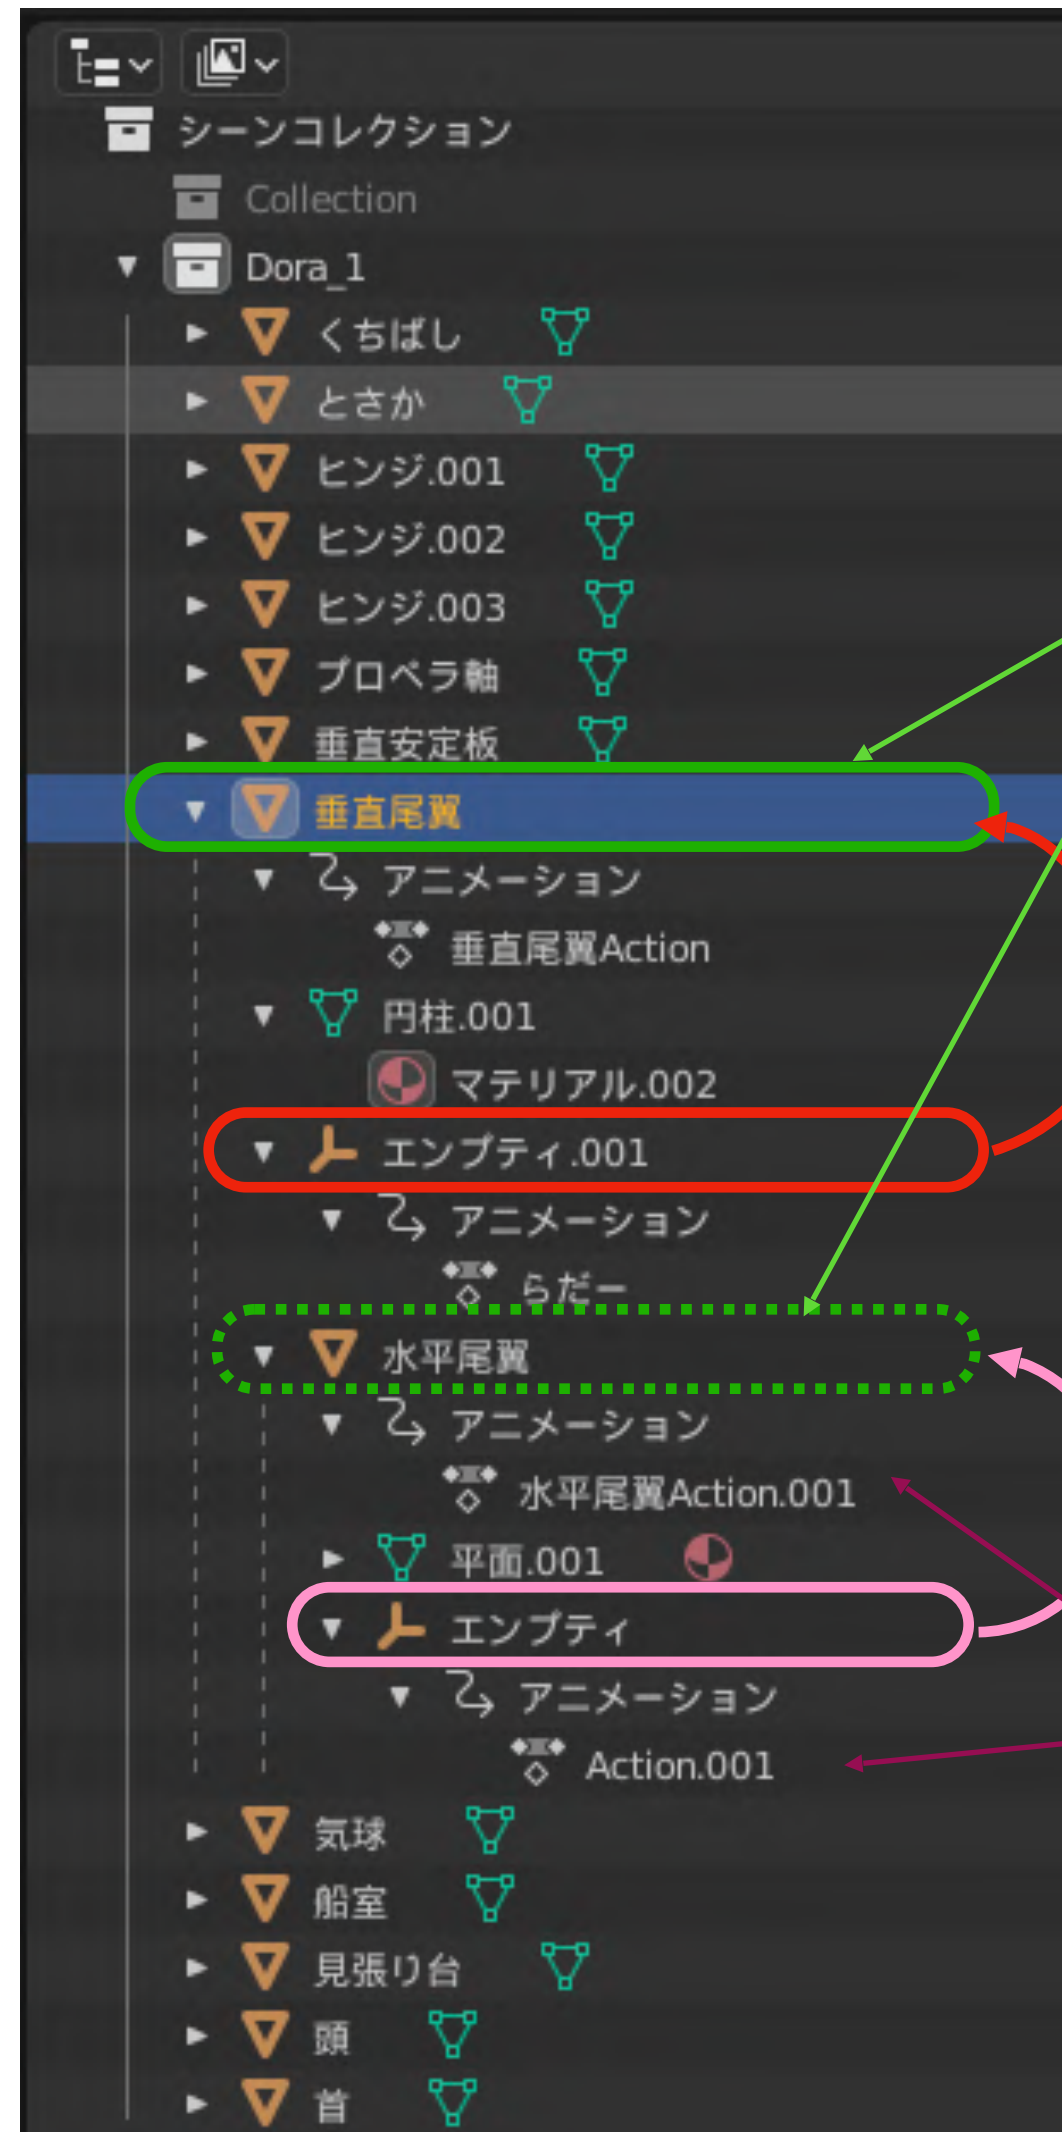 シーンコレクション
Collection
Dora_1
くちばし
とさか
ヒンジ.001
ヒンジ.002
ヒンジ.003
プロペラ軸
垂直安定板
垂直尾翼
アニメーション
垂直尾翼Action
円柱.001
マテリアル.002
エンプティ.001
アニメーション
らだー
水平尾翼
アニメーション
水平尾翼Action.001
平面.001
エンプティ
アニメーション
Action.001
気球
船室
見張り台
頭
首